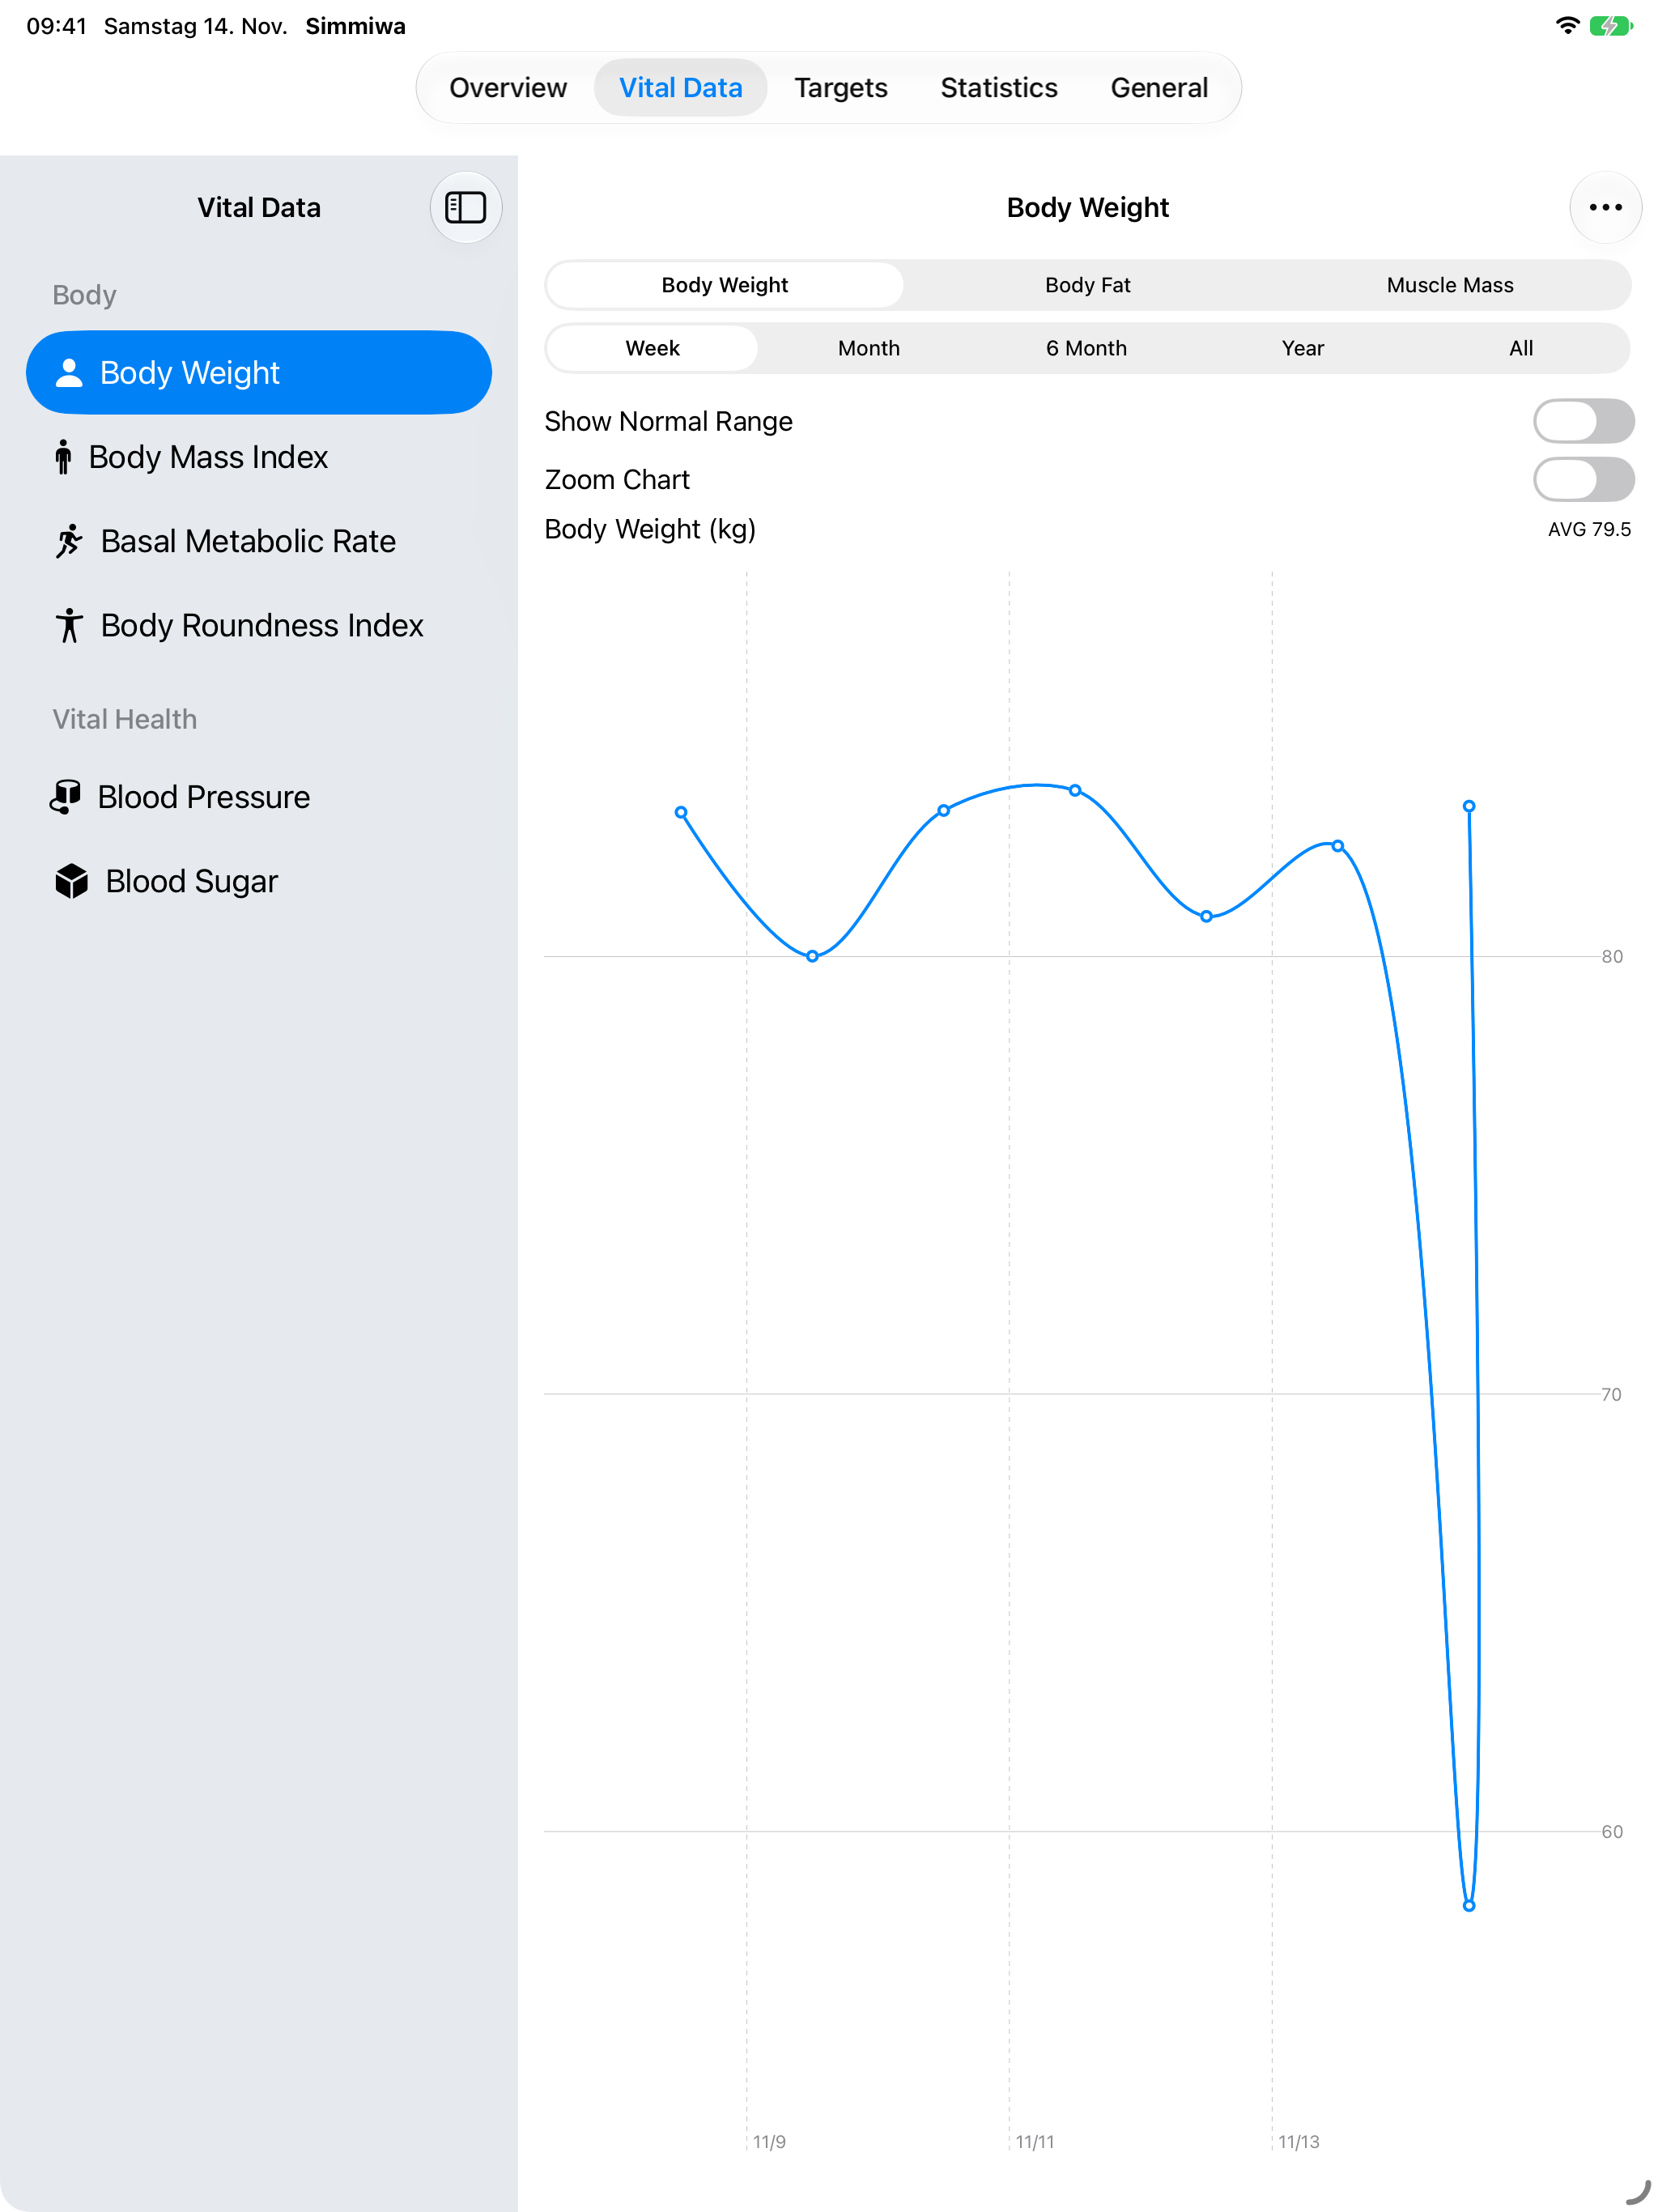 09:41 Samstag 14. Nov. Simmiwa
Overview Vital Data Targets Statistics General
Vital Data
Body
Body Weight
Body Mass Index
Basal Metabolic Rate
Body Roundness Index
Vital Health
Blood Pressure
Blood Sugar
Body Weight
Body Weight Body Fat Muscle Mass
Week Month 6 Month Year All
Show Normal Range
Zoom Chart
Body Weight (kg) AVG 79.5
80
70
60
11/9 11/11 11/13